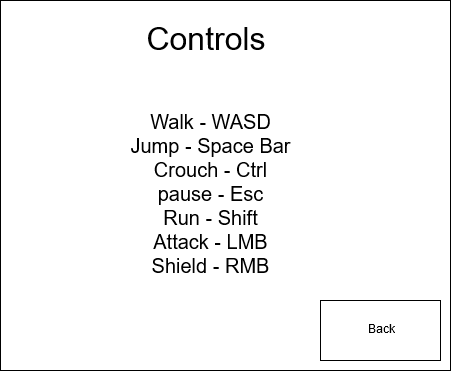 Controls
Walk - WASD
Jump - Space Bar
Crouch - Ctrl
pause - Esc
Run - Shift
Attack - LMB
Shield - RMB
Back